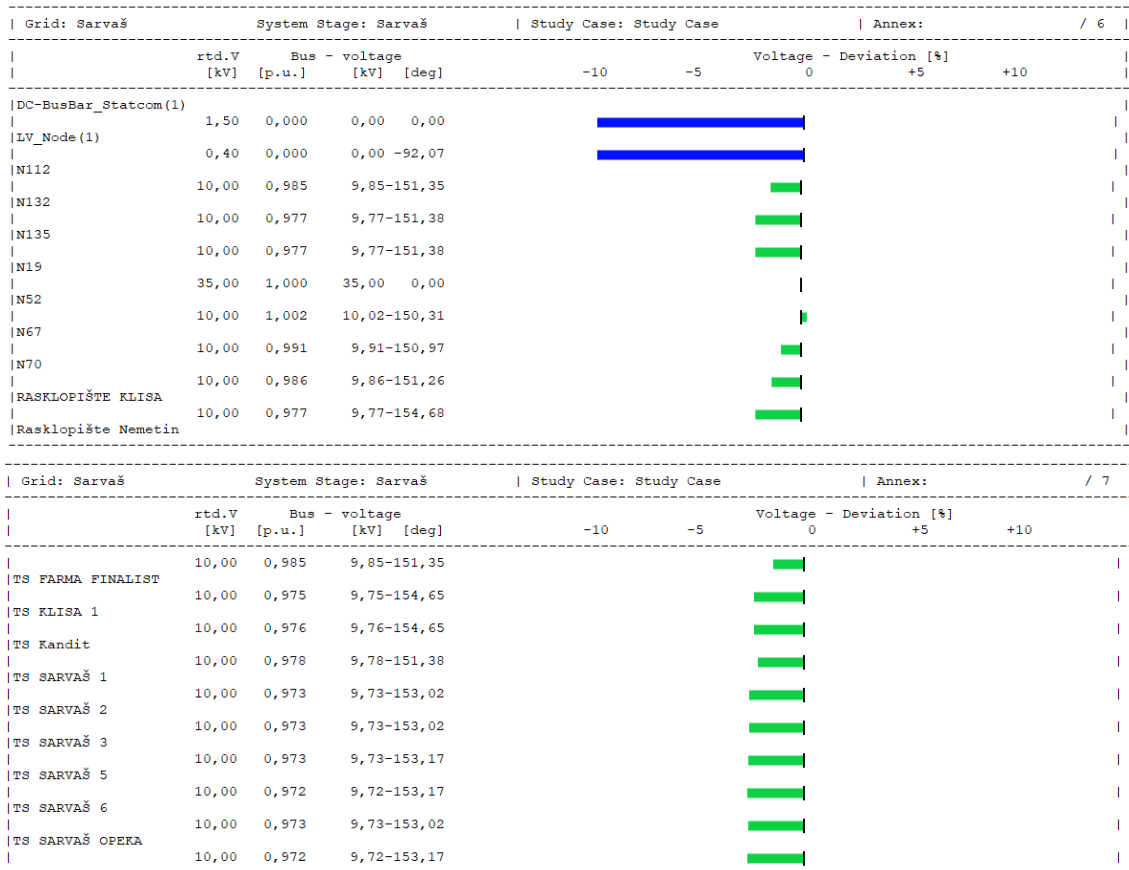 | Grid: Sarvaš System Stage: Sarvaš | Study Case: Study Case | Annex: / 6 |
| rtd.V Bus - voltage Voltage - Deviation [%] |
| [kV] [p.u.] [kV] [deg] -10 -5 0 +5 +10 |
|DC-BusBar_Statcom(1) |
| 1,50 0,000 0,00 0,00 |
|LV_Node(1) |
| 0,40 0,000 0,00 -92,07 |
|N112 |
| 10,00 0,985 9,85-151,35 |
|N132 |
| 10,00 0,977 9,77-151,38 |
|N135 |
| 10,00 0,977 9,77-151,38 |
|N19 |
| 35,00 1,000 35,00 0,00 |
|N52 |
| 10,00 1,002 10,02-150,31 |
|N67 |
| 10,00 0,991 9,91-150,97 |
|N70 |
| 10,00 0,986 9,86-151,26 |
|RASKLOPIŠTE KLISA |
| 10,00 0,977 9,77-154,68 |
|Rasklopište Nemetin |
| Grid: Sarvaš System Stage: Sarvaš | Study Case: Study Case | Annex: / 7
| rtd.V Bus - voltage Voltage - Deviation [%]
| [kV] [p.u.] [kV] [deg] -10 -5 0 +5 +10
| 10,00 0,985 9,85-151,35 |
|TS FARMA FINALIST
| 10,00 0,975 9,75-154,65 |
|TS KLISA 1
| 10,00 0,976 9,76-154,65 |
|TS Kandit
| 10,00 0,978 9,78-151,38 |
|TS SARVAŠ 1
| 10,00 0,973 9,73-153,02 |
|TS SARVAŠ 2
| 10,00 0,973 9,73-153,02 |
|TS SARVAŠ 3
| 10,00 0,973 9,73-153,17 |
|TS SARVAŠ 5
| 10,00 0,972 9,72-153,17 |
|TS SARVAŠ 6
| 10,00 0,973 9,73-153,02 |
|TS SARVAŠ OPEKA
| 10,00 0,972 9,72-153,17 |